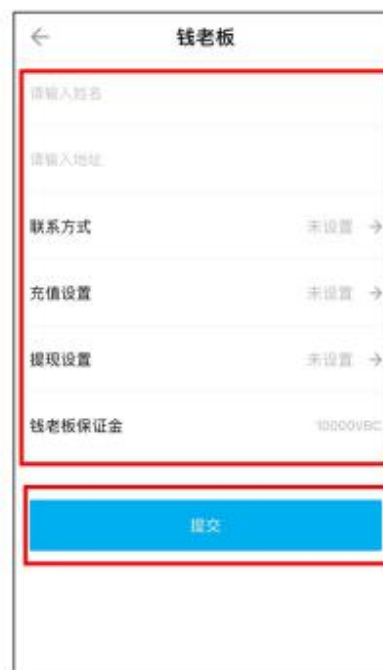 钱老板
请输入姓名
请输入地址
联系方式 未设置
充值设置 未设置
提现设置 未设置
钱老板保证金 10000VBC
提交